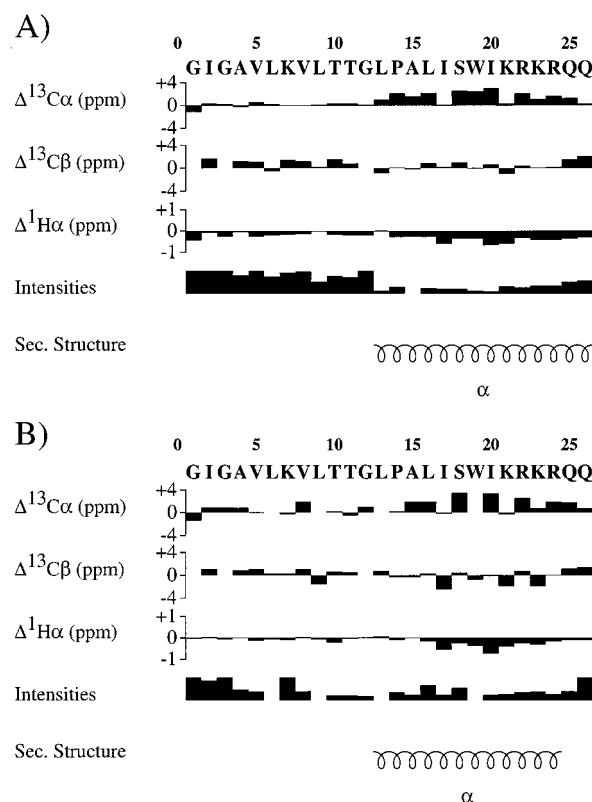 A)
0 5 10 15 20 25
GIGAVLKVLTTGLPALISWIKRKRQQ
+4
Δ¹³Cα (ppm) 0
-4
+4
Δ¹³Cβ (ppm) 0
-4
+1
Δ¹Hα (ppm) 0
-1
Intensities
Sec. Structure
α
B)
0 5 10 15 20 25
GIGAVLKVLTTGLPALISWIKRKRQQ
+4
Δ¹³Cα (ppm) 0
-4
+4
Δ¹³Cβ (ppm) 0
-4
+1
Δ¹Hα (ppm) 0
-1
Intensities
Sec. Structure
α